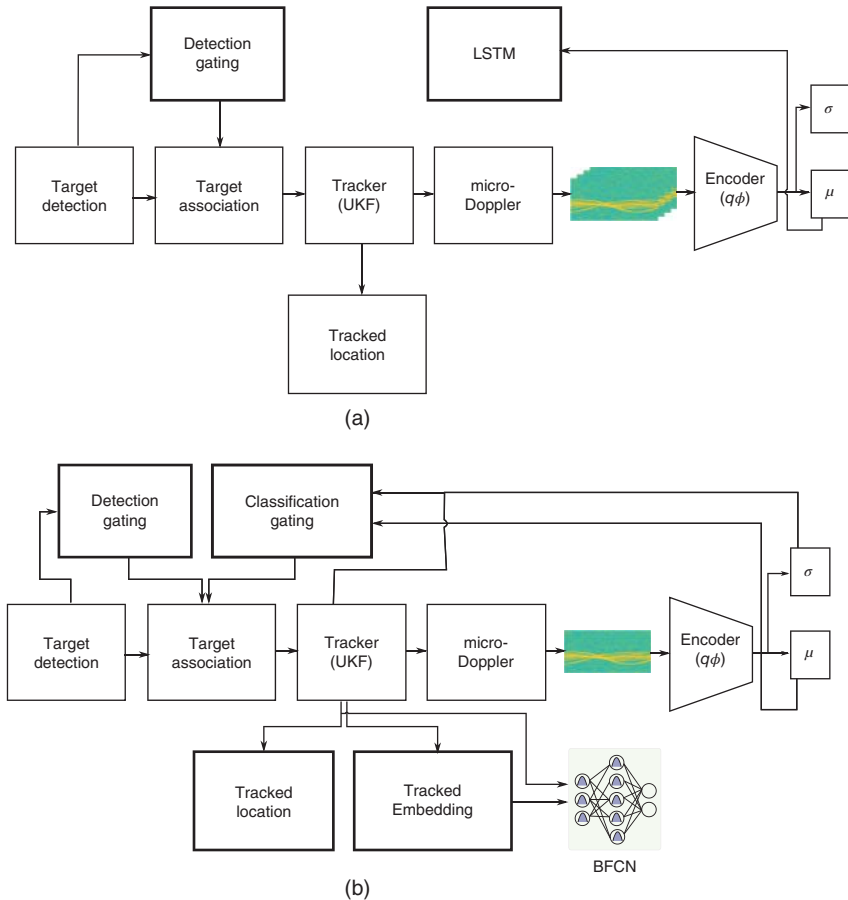 Detection
gating
LSTM
σ
Target
detection
Target
association
Tracker
(UKF)
micro-
Doppler
Encoder
(qϕ)
μ
Tracked
location
(a)
Detection
gating
Classification
gating
σ
Target
detection
Target
association
Tracker
(UKF)
micro-
Doppler
Encoder
(qϕ)
μ
Tracked
location
Tracked
Embedding
BFCN
(b)